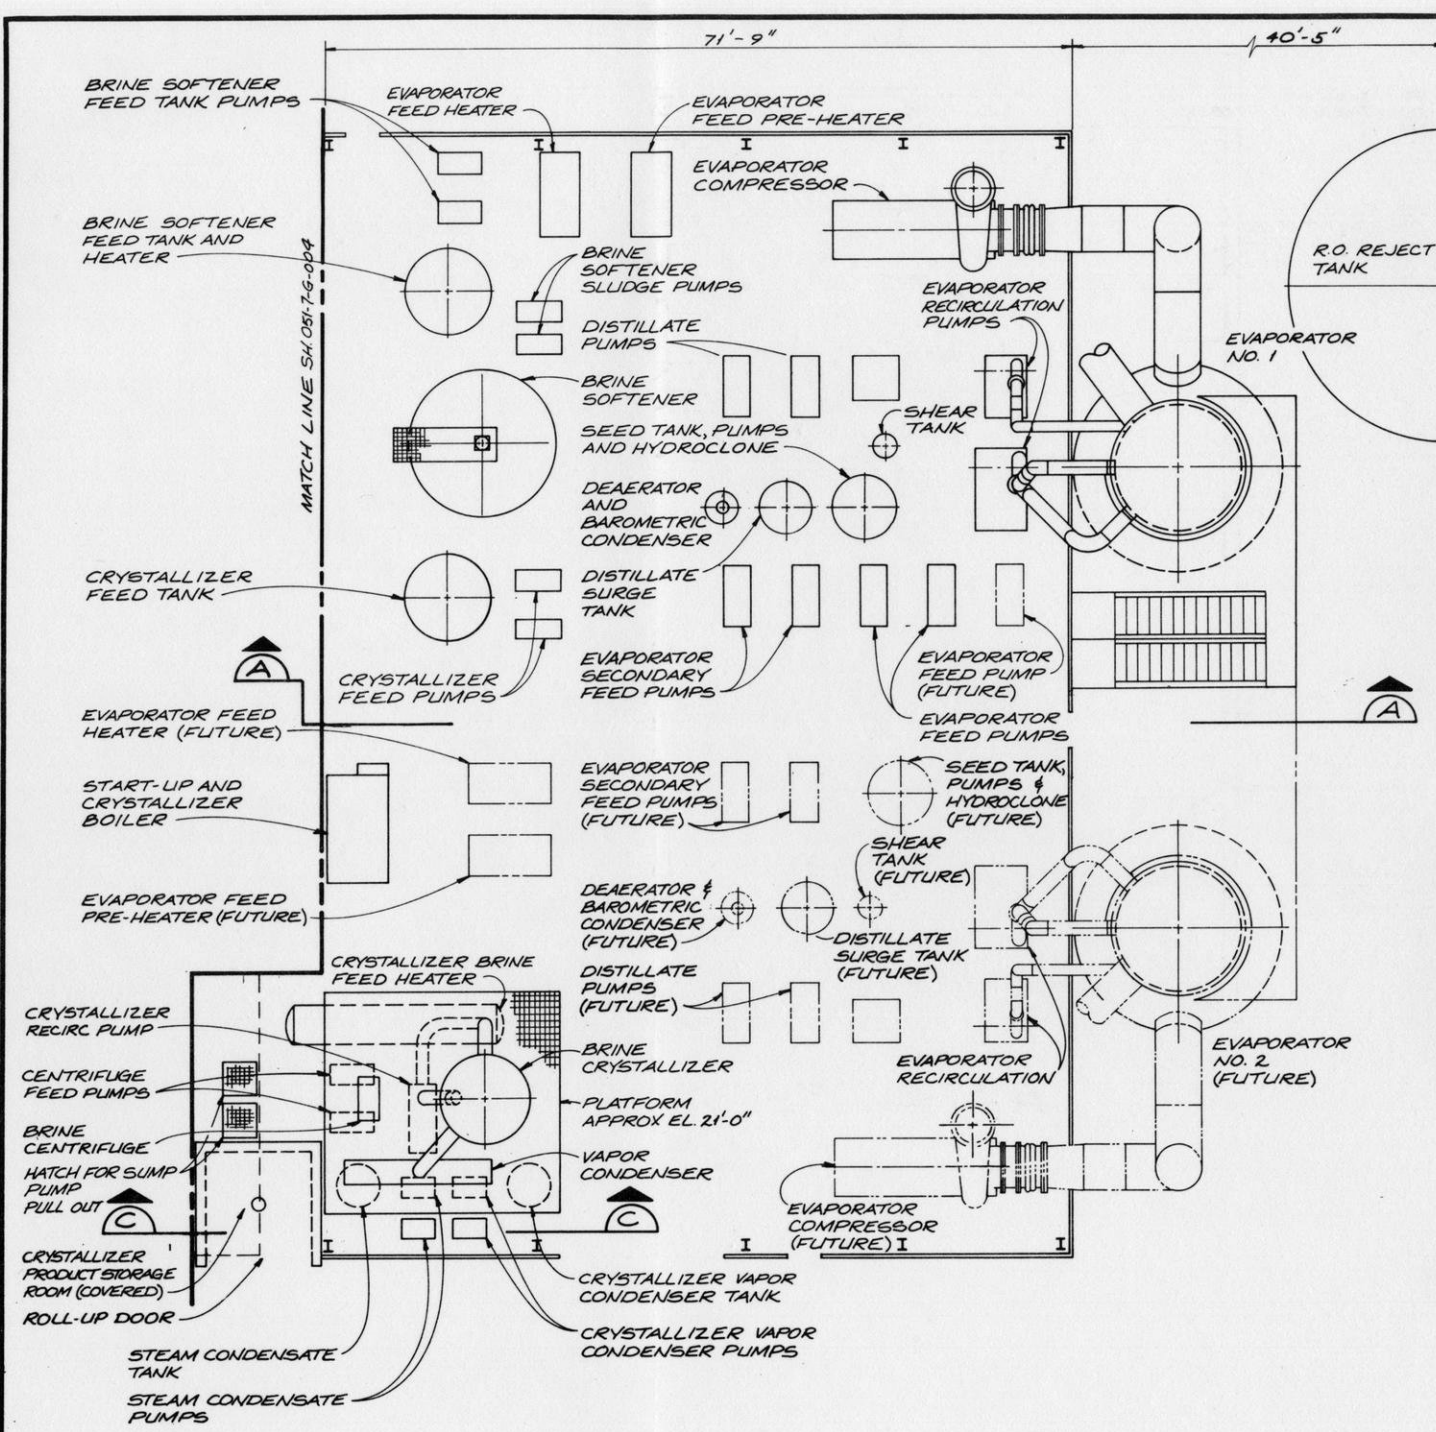 71'-9"
40'-5"
BRINE SOFTENER
FEED TANK PUMPS
EVAPORATOR
FEED HEATER
EVAPORATOR
FEED PRE-HEATER
EVAPORATOR
COMPRESSOR
BRINE SOFTENER
FEED TANK AND
HEATER
MATCH LINE SH. 051-7-G-004
BRINE
SOFTENER
SLUDGE PUMPS
EVAPORATOR
RECIRCULATION
PUMPS
R.O. REJECT
TANK
DISTILLATE
PUMPS
EVAPORATOR
NO. 1
BRINE
SOFTENER
SHEAR
TANK
SEED TANK, PUMPS
AND HYDROCLONE
DEAERATOR
AND
BAROMETRIC
CONDENSER
CRYSTALLIZER
FEED TANK
DISTILLATE
SURGE
TANK
CRYSTALLIZER
FEED PUMPS
EVAPORATOR
SECONDARY
FEED PUMPS
EVAPORATOR
FEED PUMP
(FUTURE)
A
A
EVAPORATOR FEED
HEATER (FUTURE)
EVAPORATOR
FEED PUMPS
START-UP AND
CRYSTALLIZER
BOILER
EVAPORATOR
SECONDARY
FEED PUMPS
(FUTURE)
SEED TANK,
PUMPS &
HYDROCLONE
(FUTURE)
SHEAR
TANK
(FUTURE)
EVAPORATOR FEED
PRE-HEATER (FUTURE)
DEAERATOR &
BAROMETRIC
CONDENSER
(FUTURE)
DISTILLATE
SURGE TANK
(FUTURE)
CRYSTALLIZER BRINE
FEED HEATER
DISTILLATE
PUMPS
(FUTURE)
CRYSTALLIZER
RECIRC PUMP
BRINE
CRYSTALLIZER
EVAPORATOR
RECIRCULATION
EVAPORATOR
NO. 2
(FUTURE)
CENTRIFUGE
FEED PUMPS
PLATFORM
APPROX EL. 21'-0"
BRINE
CENTRIFUGE
HATCH FOR SUMP
PUMP
PULL OUT
VAPOR
CONDENSER
C
C
EVAPORATOR
COMPRESSOR
(FUTURE)
CRYSTALLIZER
PRODUCT STORAGE
ROOM (COVERED)
ROLL-UP DOOR
CRYSTALLIZER VAPOR
CONDENSER TANK
CRYSTALLIZER VAPOR
CONDENSER PUMPS
STEAM CONDENSATE
TANK
STEAM CONDENSATE
PUMPS